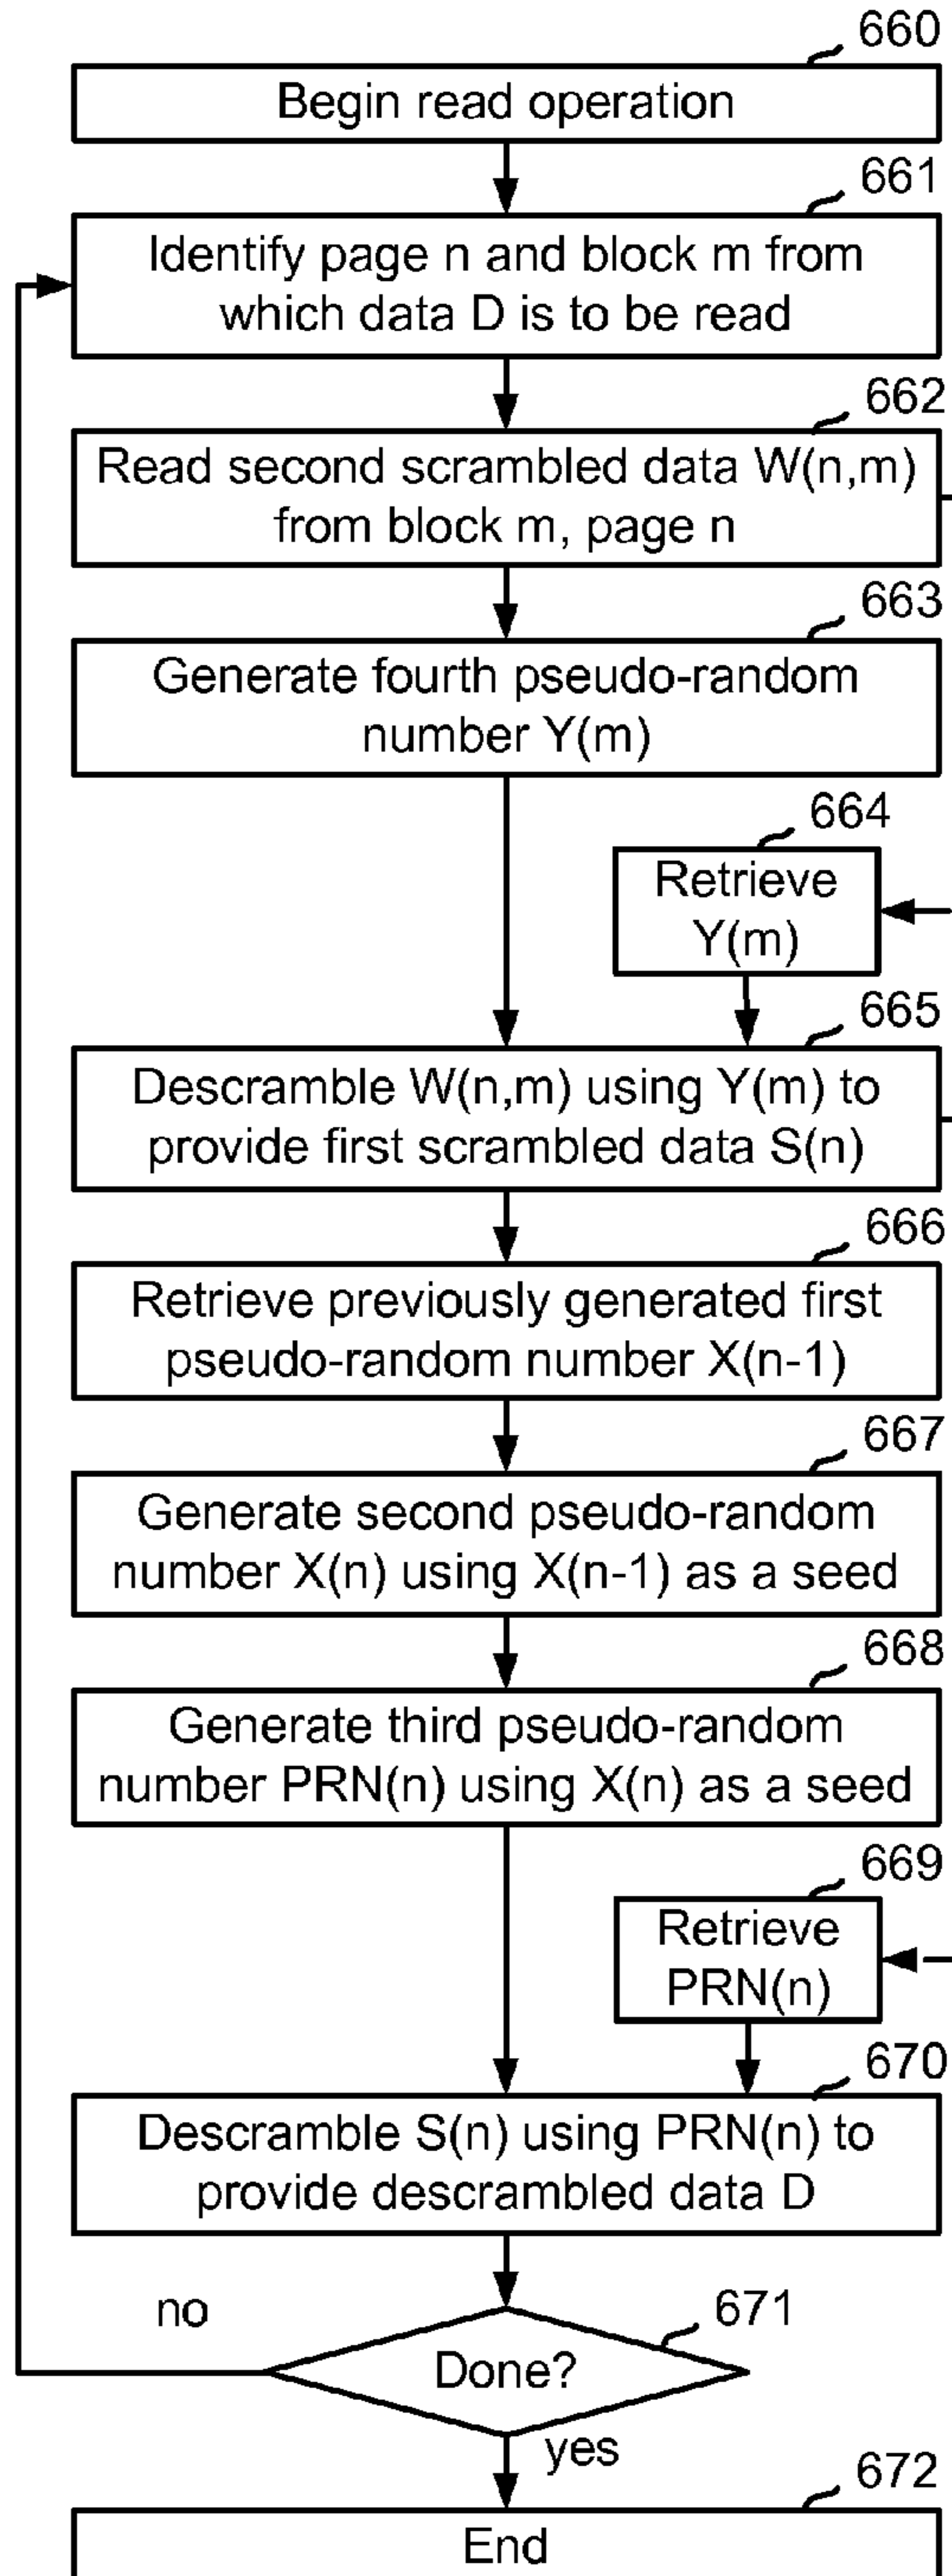 660
Begin read operation
661
Identify page n and block m from
which data D is to be read
662
Read second scrambled data W(n,m)
from block m, page n
663
Generate fourth pseudo-random
number Y(m)
664
Retrieve
Y(m)
665
Descramble W(n,m) using Y(m) to
provide first scrambled data S(n)
666
Retrieve previously generated first
pseudo-random number X(n-1)
667
Generate second pseudo-random
number X(n) using X(n-1) as a seed
668
Generate third pseudo-random
number PRN(n) using X(n) as a seed
669
Retrieve
PRN(n)
670
Descramble S(n) using PRN(n) to
provide descrambled data D
671
no
Done?
yes
672
End